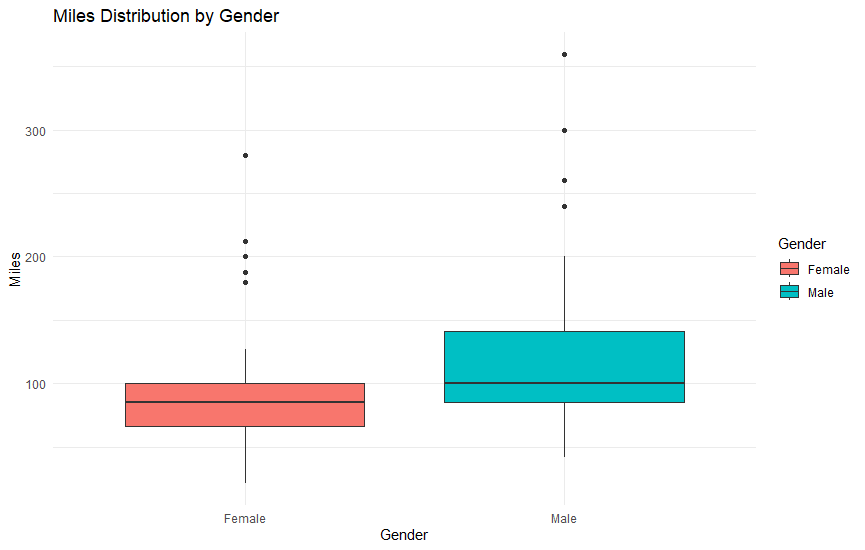 Miles Distribution by Gender
300
200
100
Miles
Female
Male
Gender
Gender
Female
Male